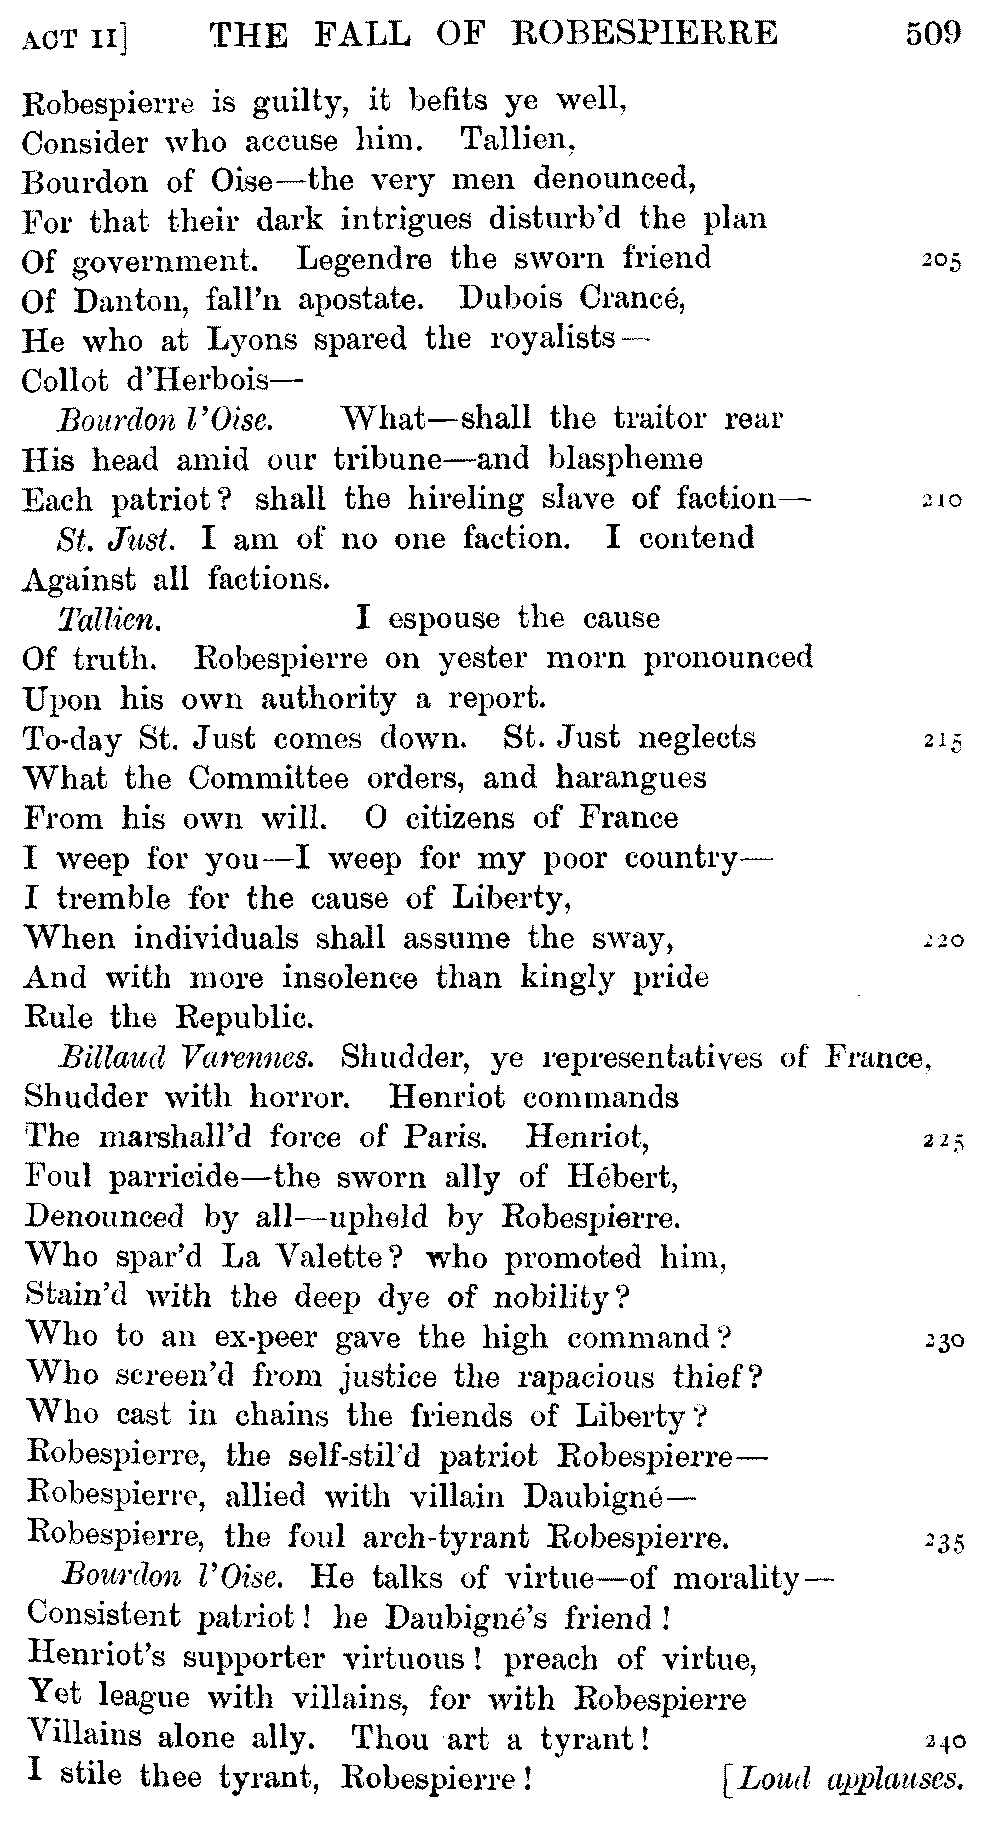 ACT II] THE FALL OF ROBESPIERRE 509
Robespierre is guilty, it befits ye well,
Consider who accuse him. Tallien,
Bourdon of Oise—the very men denounced,
For that their dark intrigues disturb'd the plan
Of government. Legendre the sworn friend 205
Of Danton, fall'n apostate. Dubois Crancé,
He who at Lyons spared the royalists—
Collot d'Herbois—
Bourdon l'Oise. What—shall the traitor rear
His head amid our tribune—and blaspheme
Each patriot? shall the hireling slave of faction— 210
St. Just. I am of no one faction. I contend
Against all factions.
Tallien. I espouse the cause
Of truth. Robespierre on yester morn pronounced
Upon his own authority a report.
To-day St. Just comes down. St. Just neglects 215
What the Committee orders, and harangues
From his own will. O citizens of France
I weep for you—I weep for my poor country—
I tremble for the cause of Liberty,
When individuals shall assume the sway, 220
And with more insolence than kingly pride
Rule the Republic.
Billaud Varennes. Shudder, ye representatives of France,
Shudder with horror. Henriot commands
The marshall'd force of Paris. Henriot, 225
Foul parricide—the sworn ally of Hébert,
Denounced by all—upheld by Robespierre.
Who spar'd La Valette? who promoted him,
Stain'd with the deep dye of nobility?
Who to an ex-peer gave the high command? 230
Who screen'd from justice the rapacious thief?
Who cast in chains the friends of Liberty?
Robespierre, the self-stil'd patriot Robespierre—
Robespierre, allied with villain Daubigné—
Robespierre, the foul arch-tyrant Robespierre. 235
Bourdon l'Oise. He talks of virtue—of morality—
Consistent patriot! he Daubigné's friend!
Henriot's supporter virtuous! preach of virtue,
Yet league with villains, for with Robespierre
Villains alone ally. Thou art a tyrant! 240
I stile thee tyrant, Robespierre! [Loud applauses.